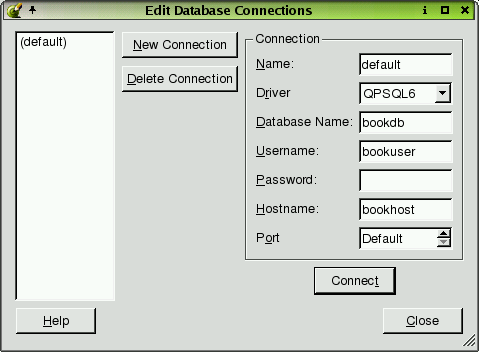 Edit Database Connections
(default)
New Connection
Delete Connection
Connection
Name: default
Driver QPSQL6
Database Name: bookdb
Username: bookuser
Password:
Hostname: bookhost
Port Default
Connect
Help
Close